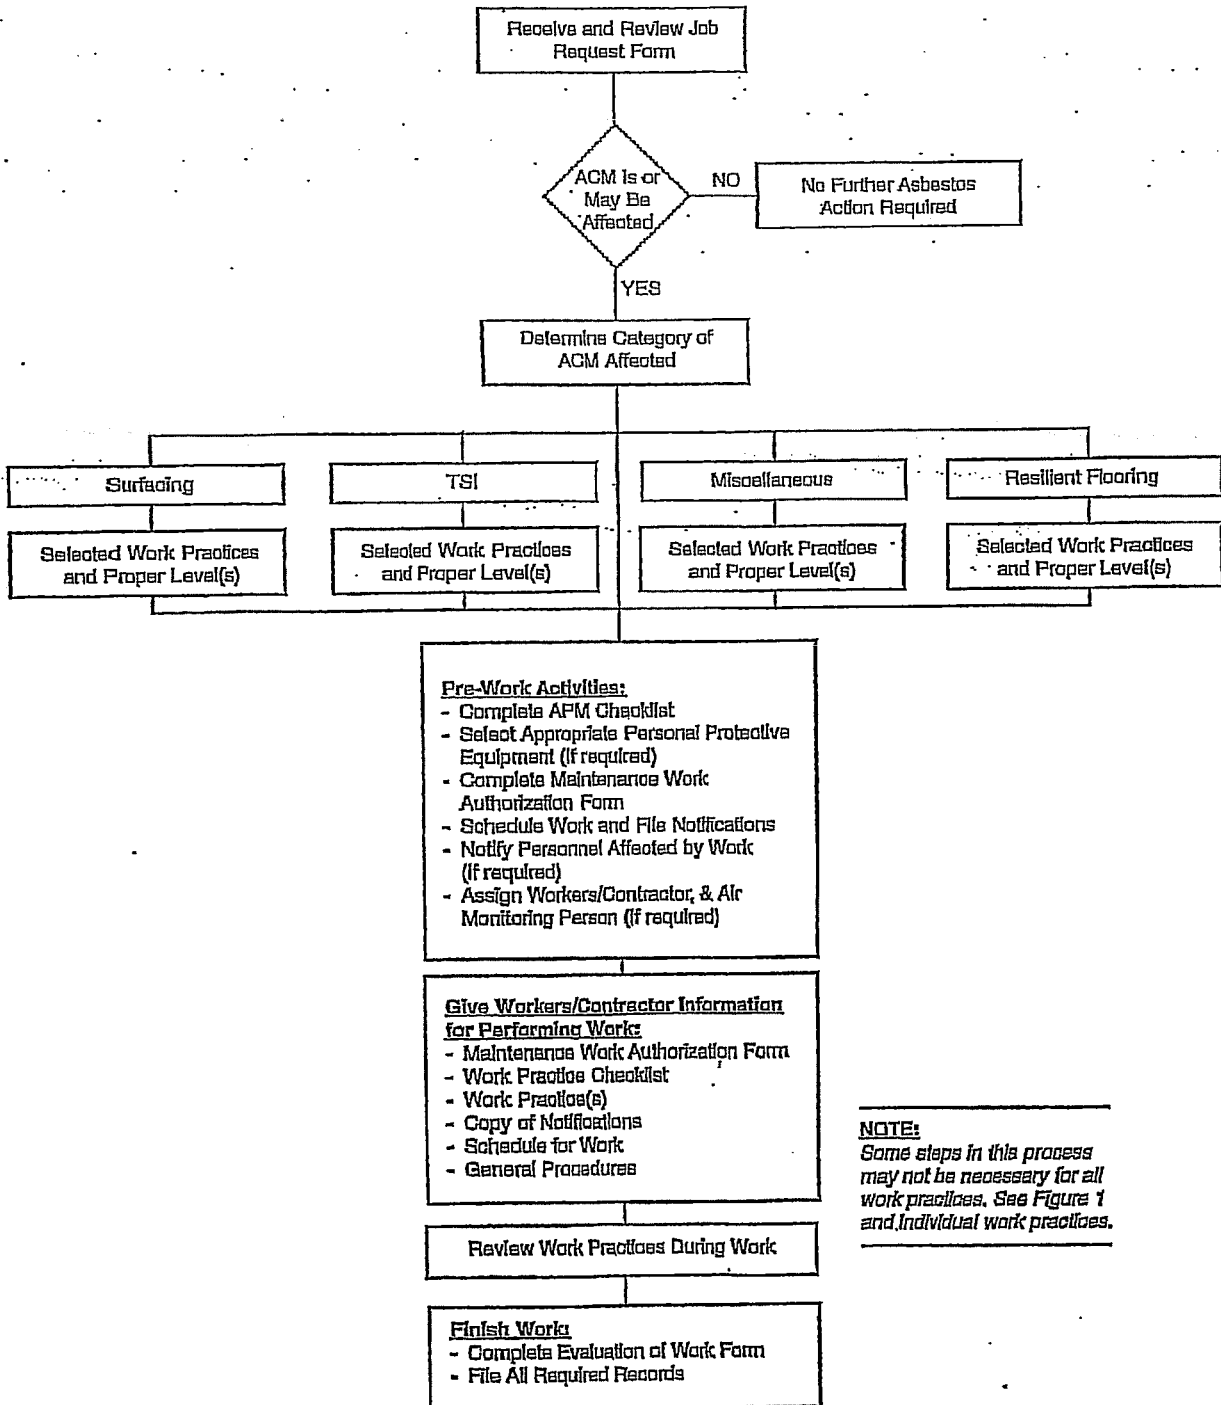 Receive and Review Job
Request Form
ACM Is or
May Be
Affected
NO
No Further Asbestos
Action Required
YES
Determine Category of
ACM Affected
Surfacing
TSI
Miscellaneous
Resilient Flooring
Selected Work Practices
and Proper Level(s)
Selected Work Practices
and Proper Level(s)
Selected Work Practices
and Proper Level(s)
Selected Work Practices
and Proper Level(s)
Pre-Work Activities:
- Complete APM Checklist
- Select Appropriate Personal Protective
Equipment (if required)
- Complete Maintenance Work
Authorization Form
- Schedule Work and File Notifications
- Notify Personnel Affected by Work
(if required)
- Assign Workers/Contractor, & Air
Monitoring Person (if required)
Give Workers/Contractor Information
for Performing Work:
- Maintenance Work Authorization Form
- Work Practice Checklist
- Work Practice(s)
- Copy of Notifications
- Schedule for Work
- General Procedures
NOTE:
Some steps in this process
may not be necessary for all
work practices. See Figure 1
and individual work practices.
Review Work Practices During Work
Finish Work:
- Complete Evaluation of Work Form
- File All Required Records